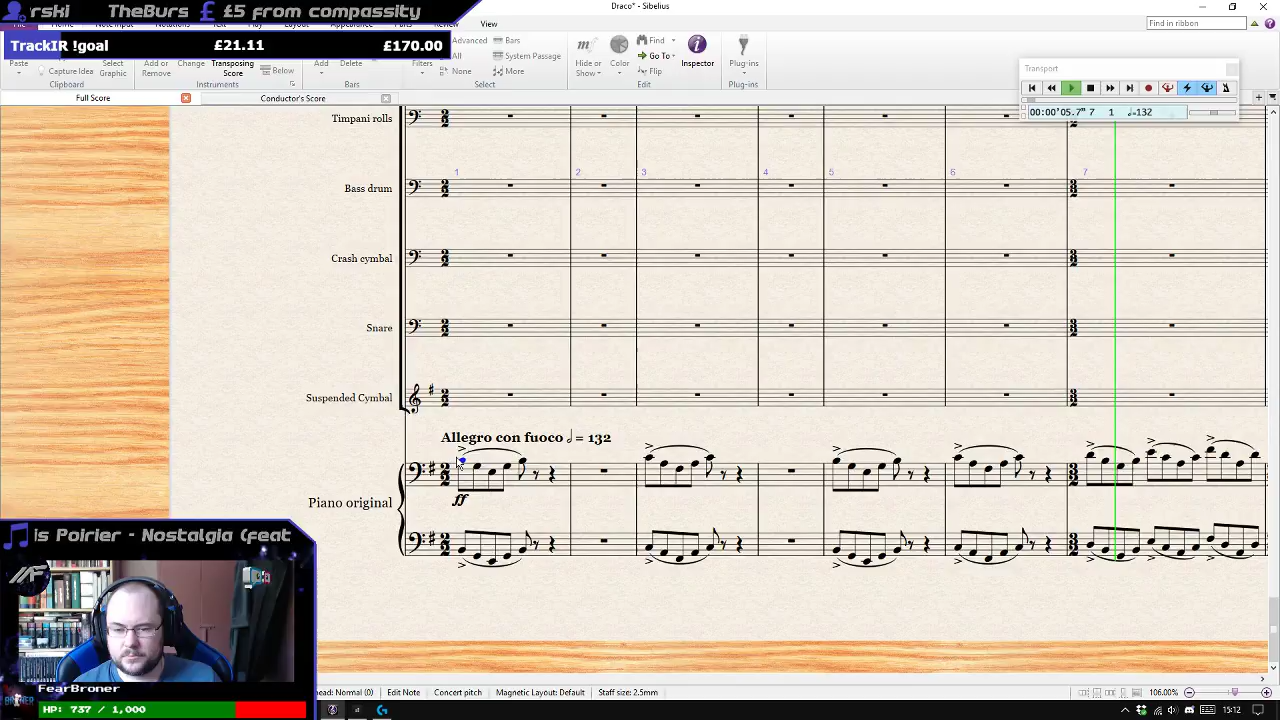 rski TheBurs £ £5 from compassity
Draco* - Sibelius
View
Find in ribbon
TrackIR !goal £21.11 £170.00
Advanced
Bars
Find
All
System Passage
Go To
Paste
Capture Idea
Select Graphic
Add or Remove
Change
Transposing Score
Below
Add
Delete
Filters
None
More
Flip
Hide or Show
Color
Inspector
Plug-ins
Clipboard
Instruments
Bars
Select
Edit
Plug-ins
Transport
Full Score
Conductor's Score
00:00'05.7" 7 1 =132
Timpani rolls
1 2 3 4 5 6 7
Bass drum
Crash cymbal
Snare
Suspended Cymbal
Allegro con fuoco = 132
ff
Piano original
is Poirier - Nostalgia (feat
FearBroner
HP: 737 / 1,000
head: Normal (0) Edit Note Concert pitch Magnetic Layout: Default Staff size: 2.5mm
100.00%
15:12